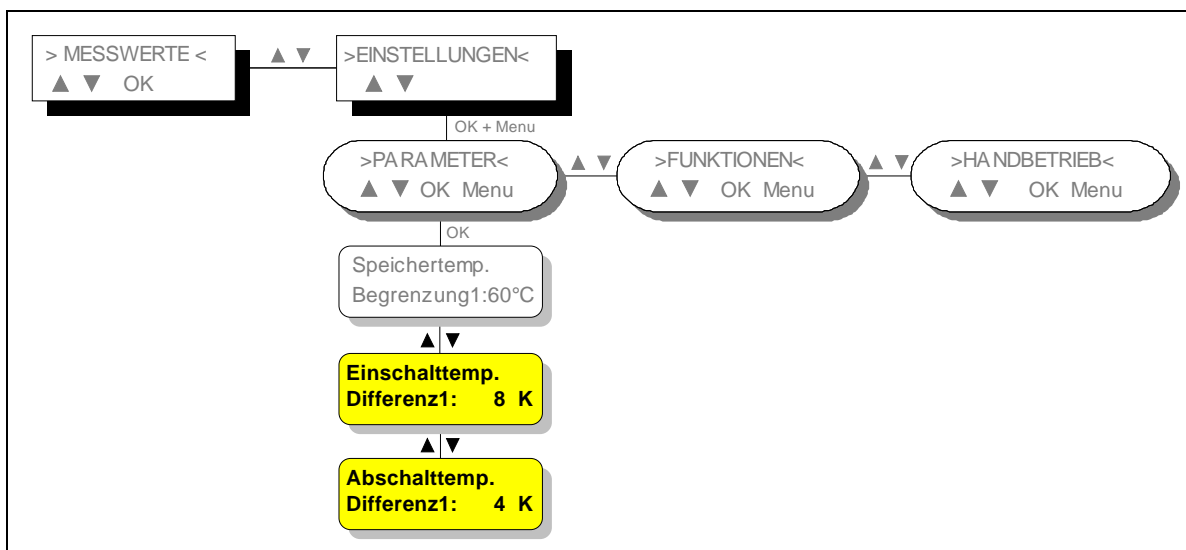 > MESSWERTE <
▲ ▼ OK
▲ ▼
>EINSTELLUNGEN<
▲ ▼
OK + Menu
>PARAMETER<
▲ ▼ OK Menu
▲ ▼
>FUNKTIONEN<
▲ ▼ OK Menu
▲ ▼
>HANDBETRIEB<
▲ ▼ OK Menu
OK
Speichertemp.
Begrenzung1:60°C
▲ ▼
Einschalttemp.
Differenz1: 8 K
▲ ▼
Abschalttemp.
Differenz1: 4 K